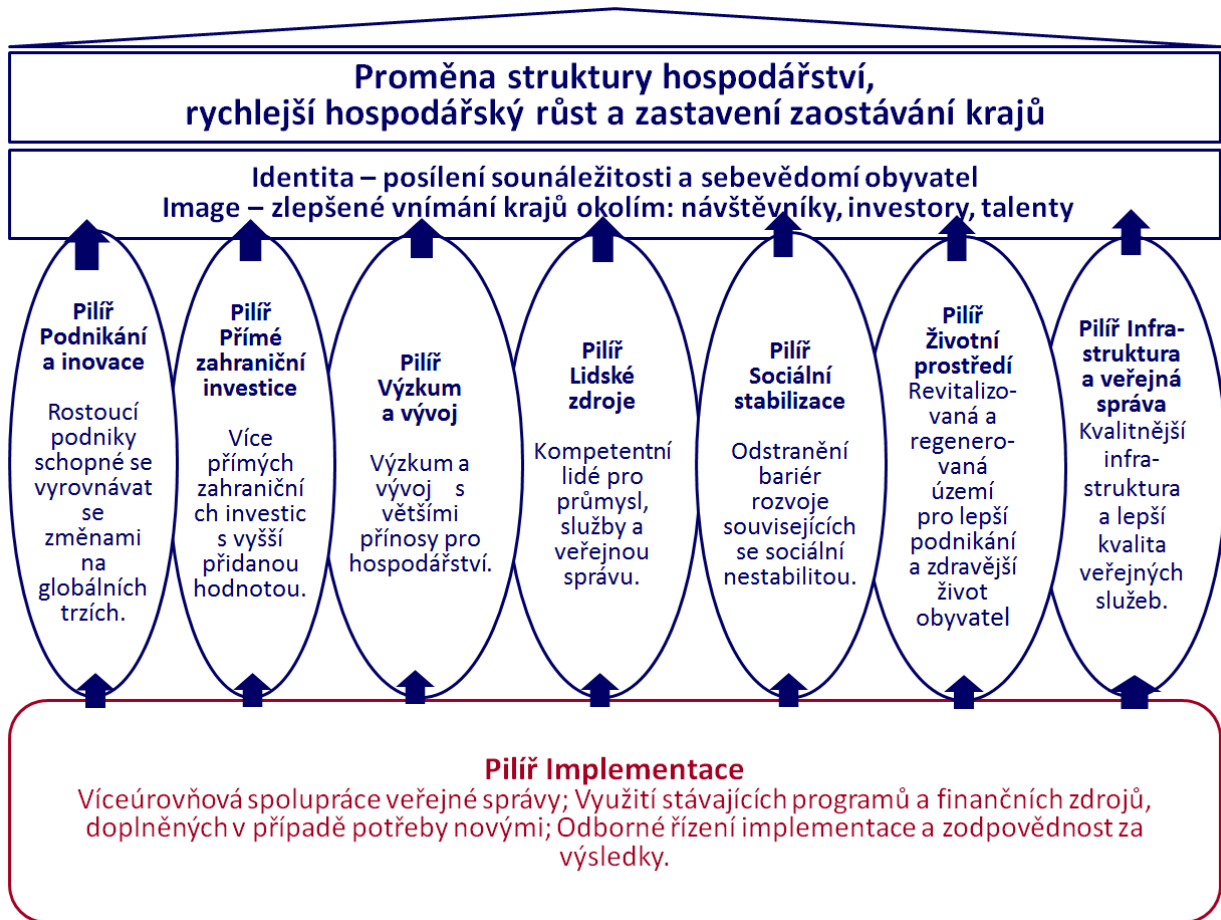 Proměna struktury hospodářství,
rychlejší hospodářský růst a zastavení zaostávání krajů
Identita – posílení sounáležitosti a sebevědomí obyvatel
Image – zlepšené vnímání krajů okolím: návštěvníky, investory, talenty
Pilíř
Podnikání
a inovace
Rostoucí
podniky
schopné se
vyrovnávat
se
změnami
na
globálních
trzích.
Pilíř
Přímé
zahraniční
investice
Více
přímých
zahraniční
ch investic
s vyšší
přidanou
hodnotou.
Pilíř
Výzkum
a vývoj
Výzkum a
vývoj s
většími
přínosy pro
hospodářství.
Pilíř
Lidské
zdroje
Kompetentní
lidé pro
průmysl,
služby a
veřejnou
správu.
Pilíř
Sociální
stabilizace
Odstranění
bariér
rozvoje
souvisejících
se sociální
nestabilitou.
Pilíř
Životní
prostředí
Revitalizo-
vaná a
regenero-
vaná
území
pro lepší
podnikání
a zdravější
život
obyvatel
Pilíř Infra-
struktura
a veřejná
správa
Kvalitnější
infra-
struktura
a lepší
kvalita
veřejných
služeb.
Pilíř Implementace
Víceúrovňová spolupráce veřejné správy; Využití stávajících programů a finančních zdrojů,
doplněných v případě potřeby novými; Odborné řízení implementace a zodpovědnost za
výsledky.